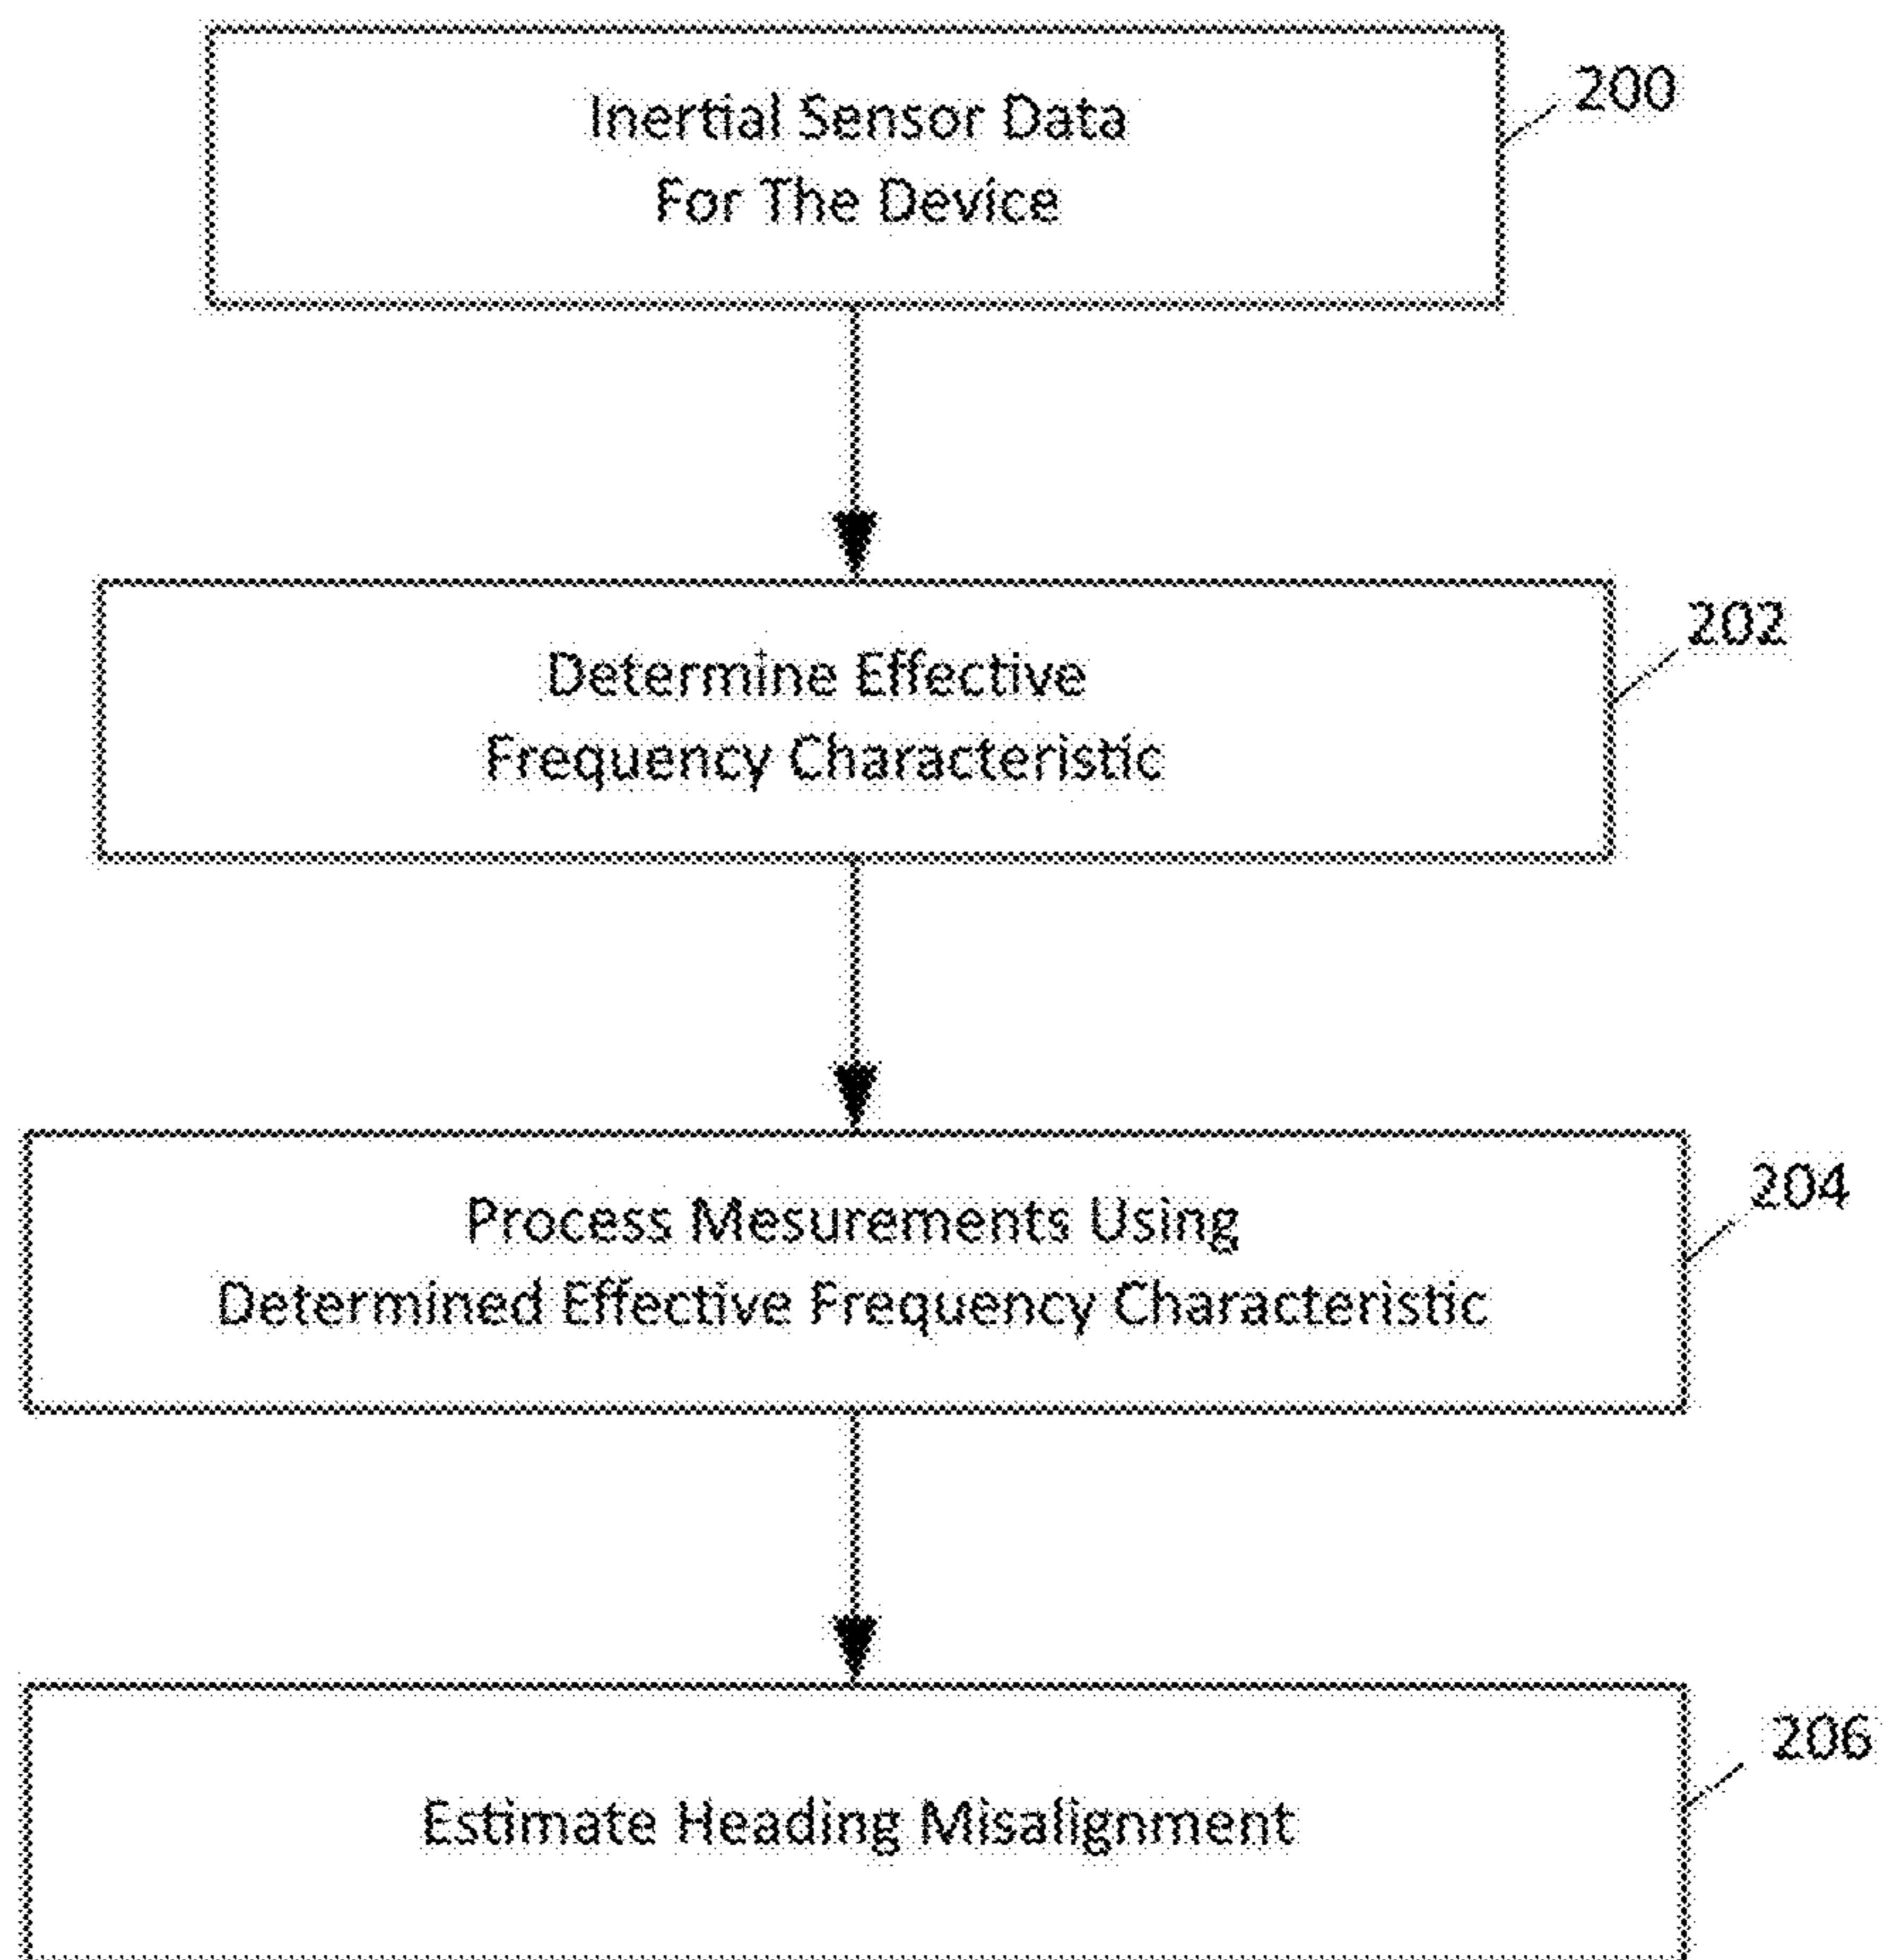 Inertial Sensor Data
For The Device
200
Determine Effective
Frequency Characteristic
202
Process Mesurements Using
Determined Effective Frequency Characteristic
204
Estimate Heading Misalignment
206